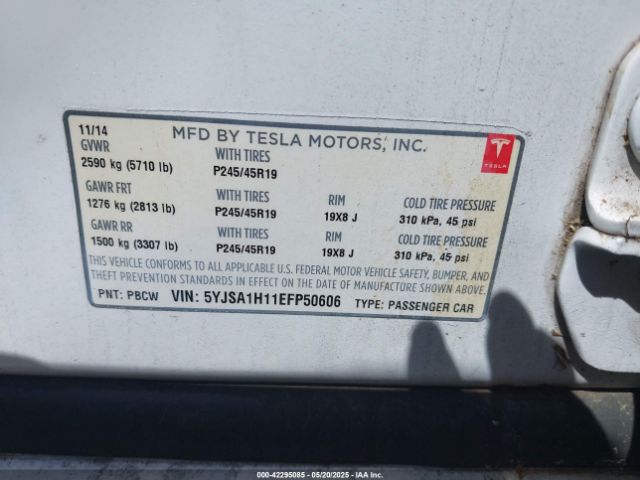 11/14
MFD BY TESLA MOTORS, INC.
TESLA
GVWR WITH TIRES
2590 kg (5710 lb) P245/45R19
GAWR FRT WITH TIRES RIM COLD TIRE PRESSURE
1276 kg (2813 lb) P245/45R19 19X8 J 310 kPa, 45 psi
GAWR RR WITH TIRES RIM COLD TIRE PRESSURE
1500 kg (3307 lb) P245/45R19 19X8 J 310 kPa, 45 psi
THIS VEHICLE CONFORMS TO ALL APPLICABLE U.S. FEDERAL MOTOR VEHICLE SAFETY, BUMPER, AND
THEFT PREVENTION STANDARDS IN EFFECT ON THE DATE OF MANUFACTURE SHOWN ABOVE.
PNT: PBCW VIN: 5YJSA1H11EFP50606 TYPE: PASSENGER CAR
000-42295085 - 05/20/2025 - IAA Inc.